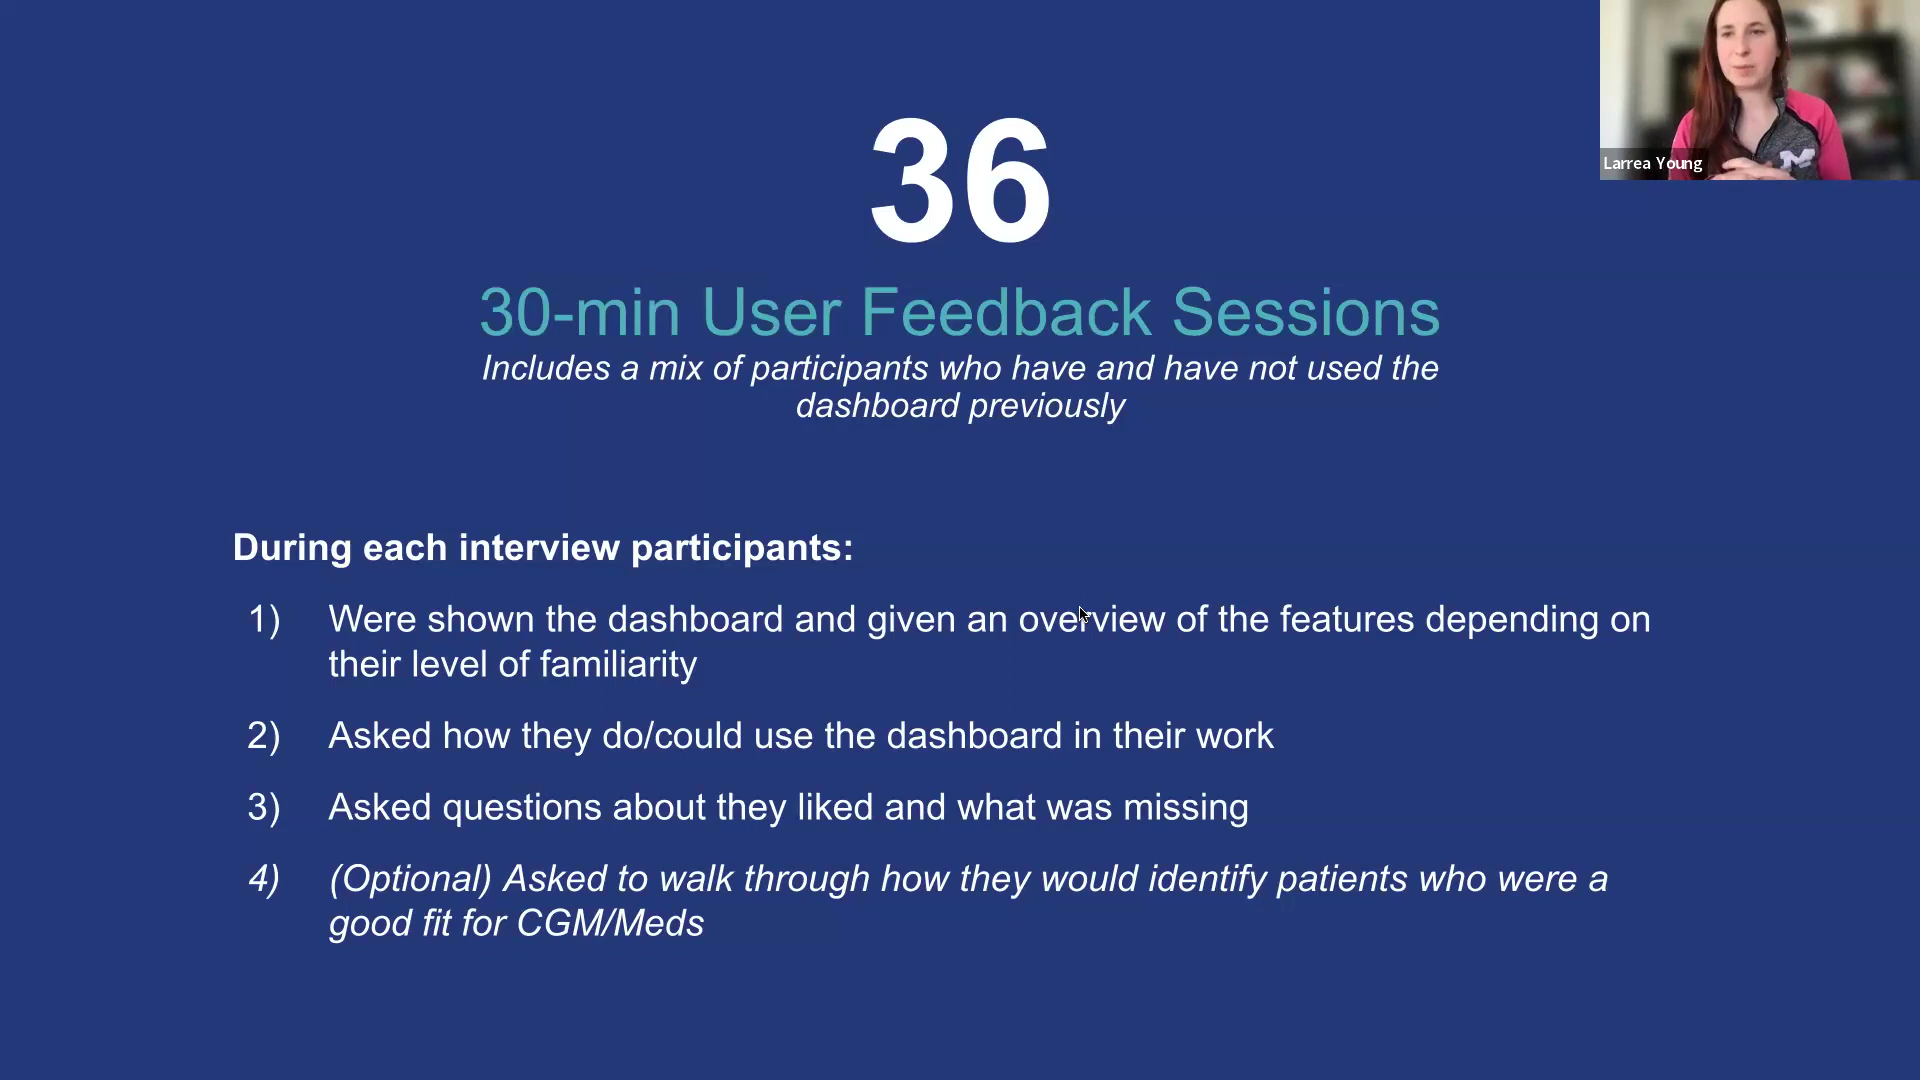 36
30-min User Feedback Sessions
Includes a mix of participants who have and have not used the
dashboard previously
Larrea Young
During each interview participants:
1) Were shown the dashboard and given an overview of the features depending on
their level of familiarity
2) Asked how they do/could use the dashboard in their work
3) Asked questions about they liked and what was missing
4) (Optional) Asked to walk through how they would identify patients who were a
good fit for CGM/Meds
M